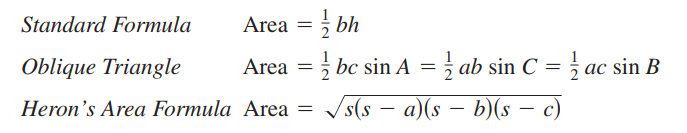 Standard Formula Area = 1/2 bh
Oblique Triangle Area = 1/2 bc sin A = 1/2 ab sin C = 1/2 ac sin B
Heron's Area Formula Area = √(s(s − a)(s − b)(s − c))